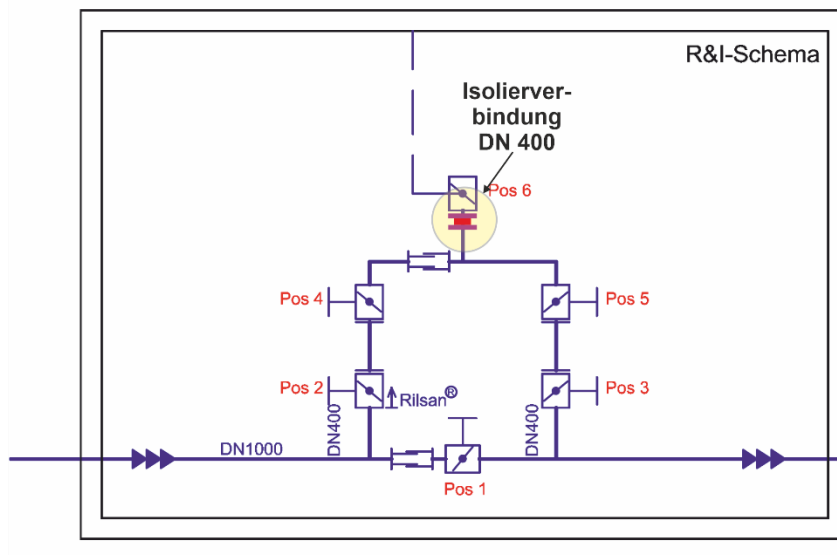 R&I-Schema
Isolierver-
bindung
DN 400
Pos 6
Pos 4
Pos 5
Pos 2
Rilsan®
Pos 3
DN400
DN400
DN1000
Pos 1